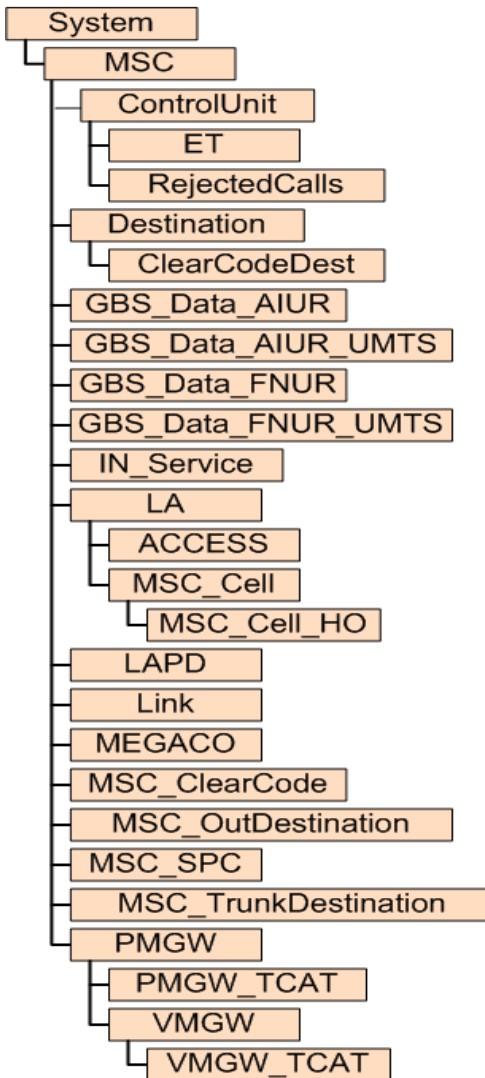 System
MSC
ControlUnit
ET
RejectedCalls
Destination
ClearCodeDest
GBS_Data_AIUR
GBS_Data_AIUR_UMTS
GBS_Data_FNUR
GBS_Data_FNUR_UMTS
IN_Service
LA
ACCESS
MSC_Cell
MSC_Cell_HO
LAPD
Link
MEGACO
MSC_ClearCode
MSC_OutDestination
MSC_SPC
MSC_TrunkDestination
PMGW
PMGW_TCAT
VMGW
VMGW_TCAT